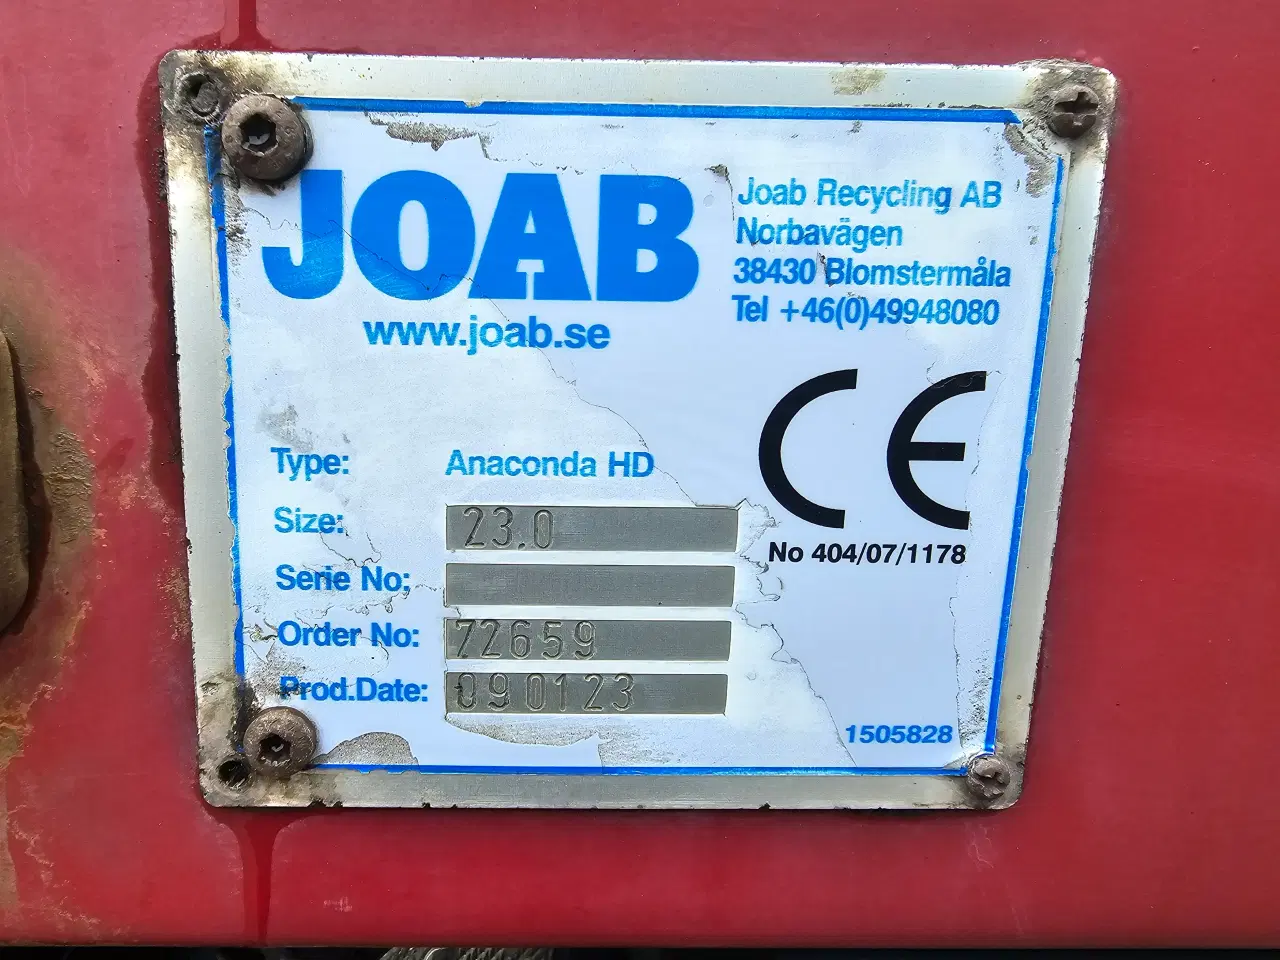 JOAB
www.joab.se
Joab Recycling AB
Norbavägen
38430 Blomstermåla
Tel +46(0)49948080
CE
No 404/07/1178
Type: Anaconda HD
Size: 23.0
Serie No:
Order No: 72659
Prod.Date: 090123
1505828